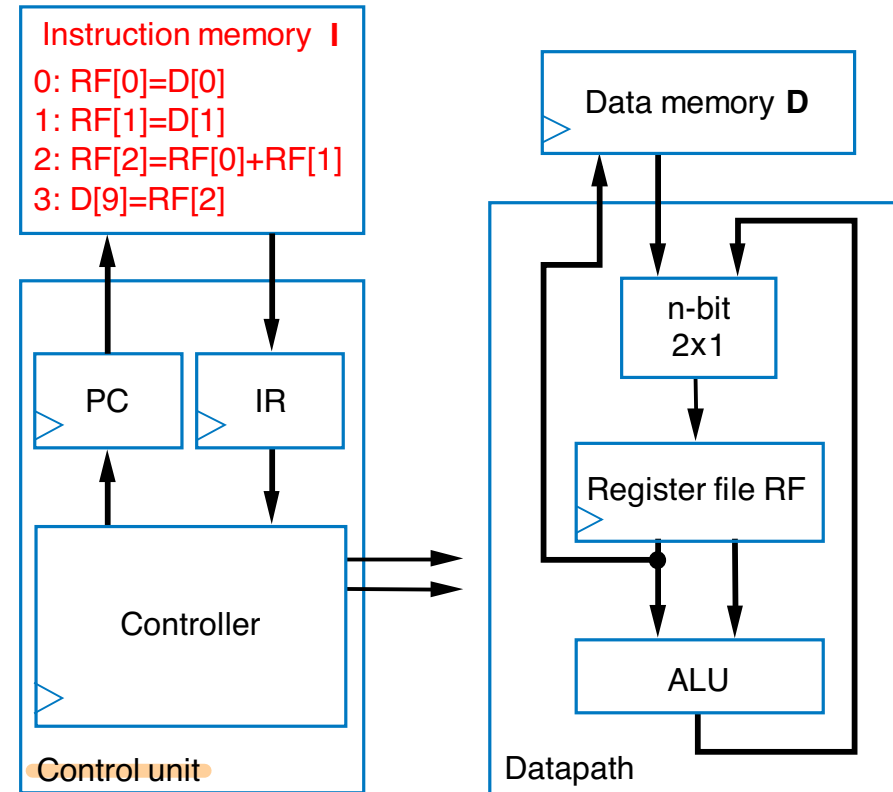 Instruction memory I
0: RF[0]=D[0]
1: RF[1]=D[1]
2: RF[2]=RF[0]+RF[1]
3: D[9]=RF[2]
PC
IR
Controller
Control unit
Data memory D
n-bit
2x1
Register file RF
ALU
Datapath